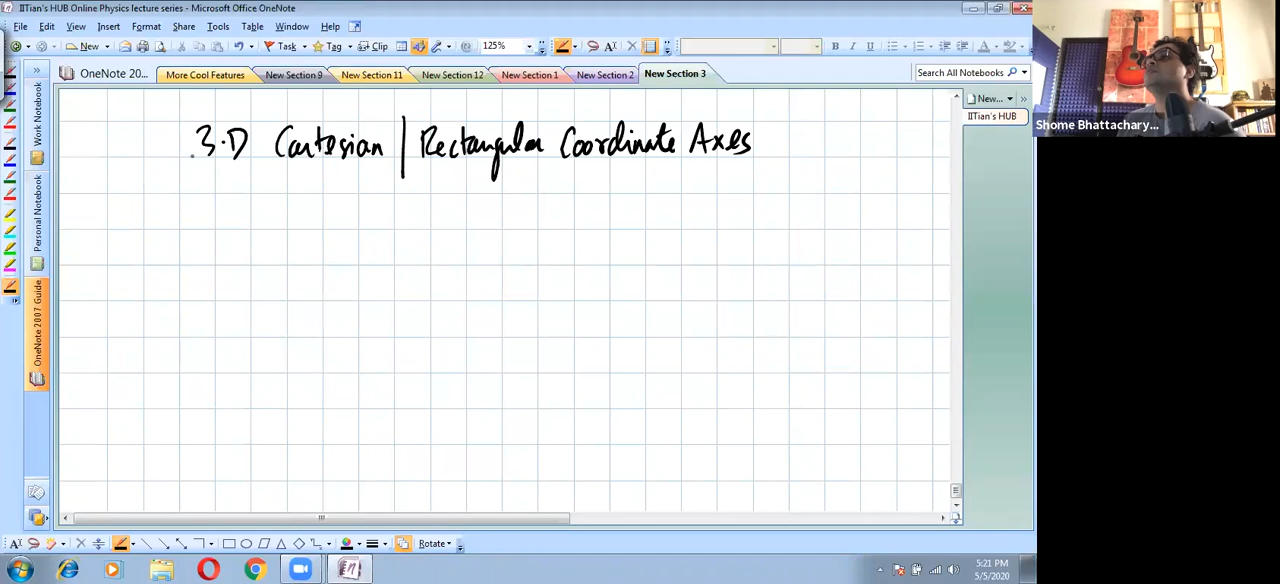 IITian's HUB Online Physics lecture series - Microsoft Office OneNote
File Edit View Insert Format Share Tools Table Window Help
New Task Tag Clip 125% B I U
OneNote 20... More Cool Features New Section 9 New Section 11 New Section 12 New Section 1 New Section 2 New Section 3 Search All Notebooks
New...
IITian's HUB
Shome Bhattachary...
Work Notebook
Personal Notebook
OneNote 2007 Guide
3.D Cartesian | Rectangular Coordinate Axes
Rotate
5:21 PM
5/5/2020